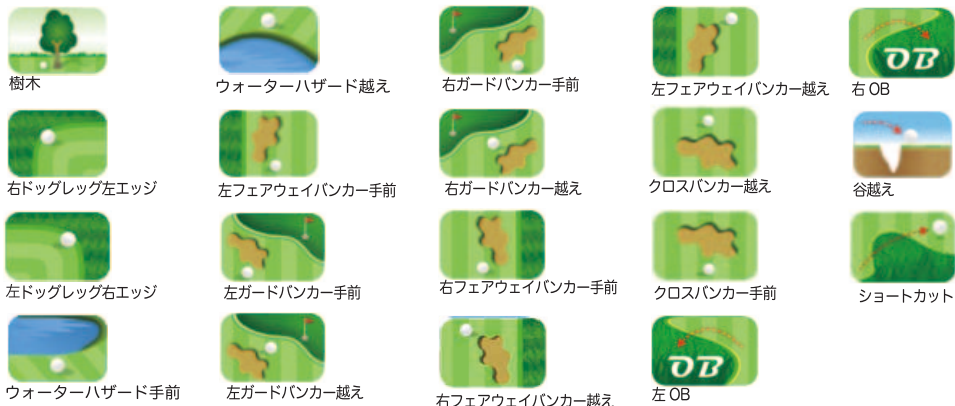 樹木
ウォーターハザード越え
右ガードバンカー手前
左フェアウェイバンカー越え
OB
右 OB
右ドッグレッグ左エッジ
左フェアウェイバンカー手前
右ガードバンカー越え
クロスバンカー越え
谷越え
左ドッグレッグ右エッジ
左ガードバンカー手前
右フェアウェイバンカー手前
クロスバンカー手前
ショートカット
ウォーターハザード手前
左ガードバンカー越え
右フェアウェイバンカー越え
OB
左 OB